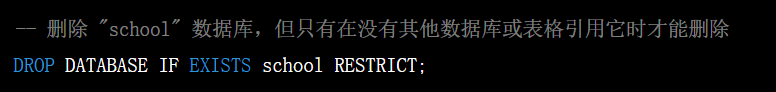 -- 删除 "school" 数据库，但只有在没有其他数据库或表格引用它时才能删除
DROP DATABASE IF EXISTS school RESTRICT;